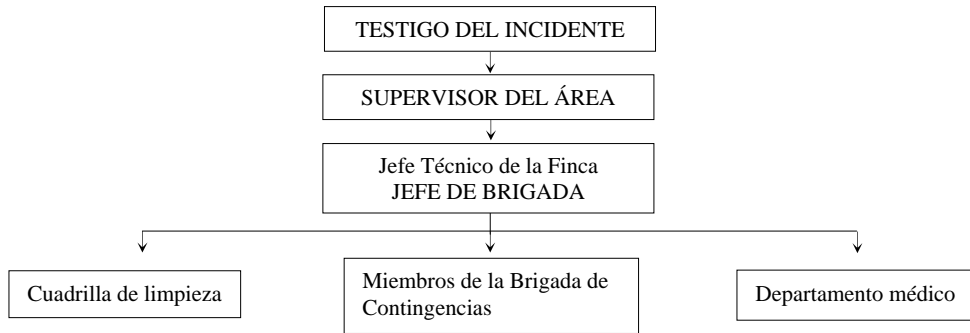 TESTIGO DEL INCIDENTE
SUPERVISOR DEL ÁREA
Jefe Técnico de la Finca
JEFE DE BRIGADA
Cuadrilla de limpieza
Miembros de la Brigada de
Contingencias
Departamento médico